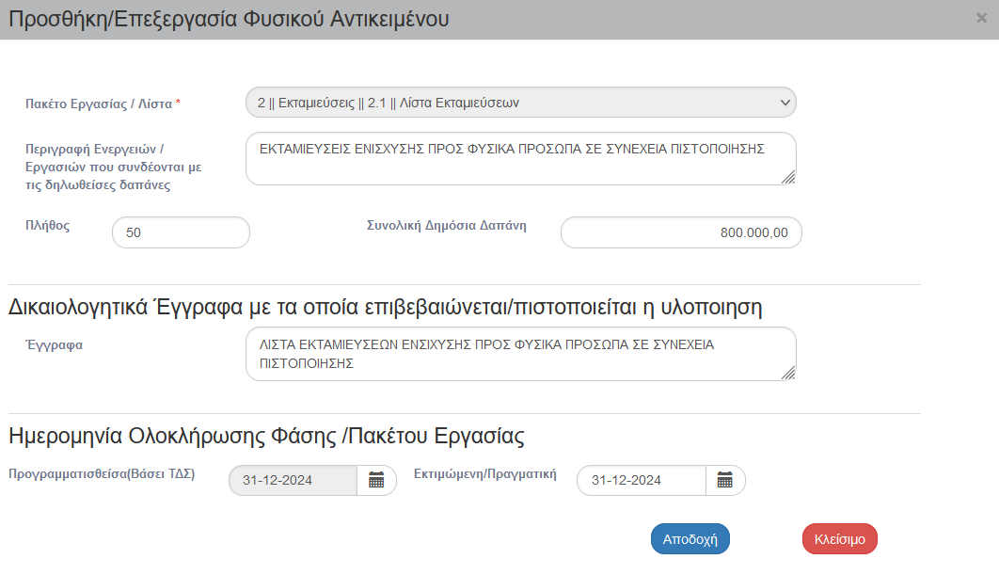 Προσθήκη/Επεξεργασία Φυσικού Αντικειμένου
×
Πακέτο Εργασίας / Λίστα *
2 || Εκταμιεύσεις || 2.1 || Λίστα Εκταμιεύσεων
Περιγραφή Ενεργειών /
Εργασιών που συνδέονται με
τις δηλωθείσες δαπάνες
ΕΚΤΑΜΙΕΥΣΕΙΣ ΕΝΙΣΧΥΣΗΣ ΠΡΟΣ ΦΥΣΙΚΑ ΠΡΟΣΩΠΑ ΣΕ ΣΥΝΕΧΕΙΑ ΠΙΣΤΟΠΟΙΗΣΗΣ
Πλήθος
50
Συνολική Δημόσια Δαπάνη
800.000,00
Δικαιολογητικά Έγγραφα με τα οποία επιβεβαιώνεται/πιστοποιείται η υλοποιηση
Έγγραφα
ΛΙΣΤΑ ΕΚΤΑΜΙΕΥΣΕΩΝ ΕΝΣΙΧΥΣΗΣ ΠΡΟΣ ΦΥΣΙΚΑ ΠΡΟΣΩΠΑ ΣΕ ΣΥΝΕΧΕΙΑ
ΠΙΣΤΟΠΟΙΗΣΗΣ
Ημερομηνία Ολοκλήρωσης Φάσης /Πακέτου Εργασίας
Προγραμματισθείσα(Βάσει ΤΔΣ)
31-12-2024
Εκτιμώμενη/Πραγματική
31-12-2024
Αποδοχή
Κλείσιμο